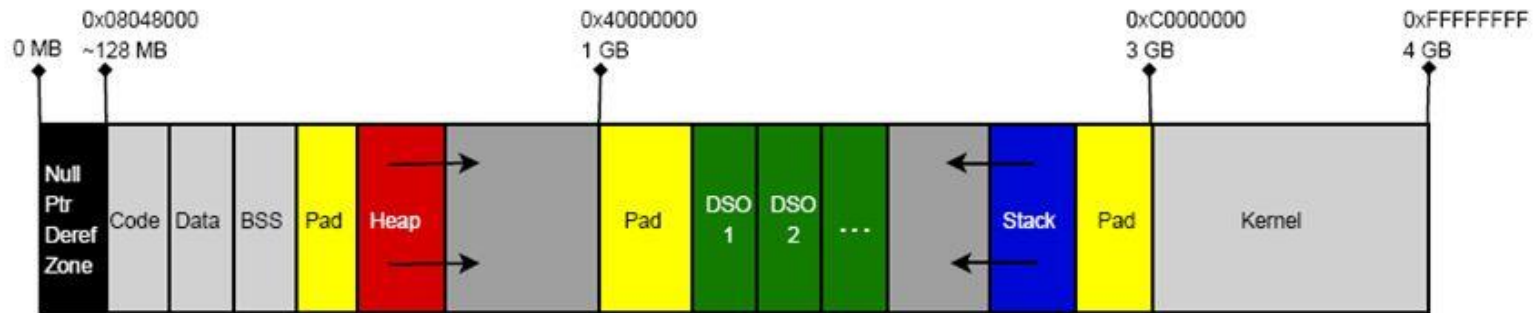 0x08048000
0x40000000
0xC0000000
0xFFFFFFFF
0 MB
~128 MB
1 GB
3 GB
4 GB
Null
Ptr
Deref
Zone
Code
Data
BSS
Pad
Heap
Pad
DSO
1
DSO
2
...
Stack
Pad
Kernel